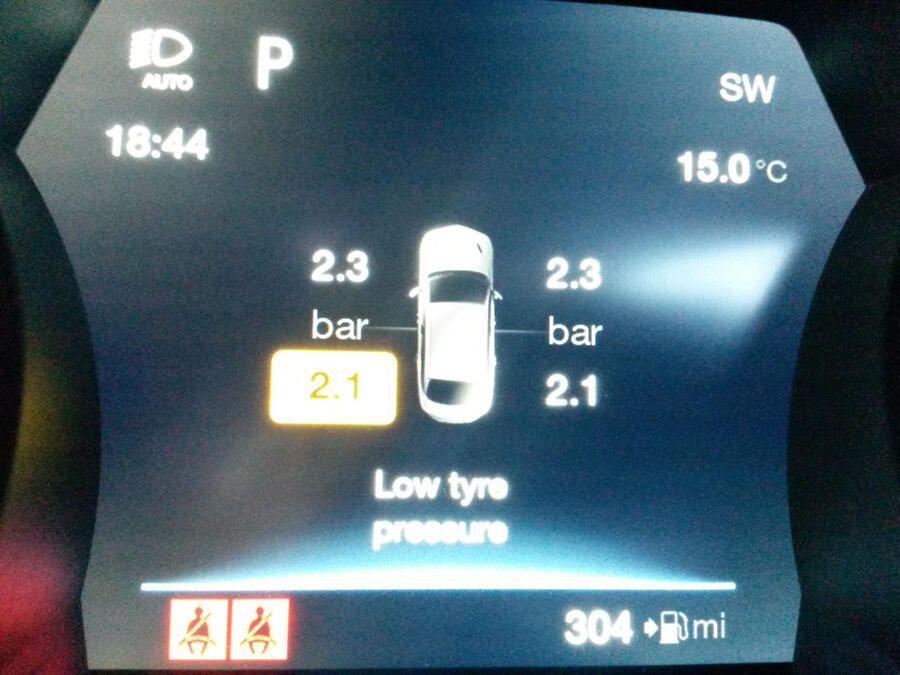 AUTO P
SW
18:44
15.0 °C
2.3 2.3
bar bar
2.1 2.1
Low tyre
pressure
304 mi